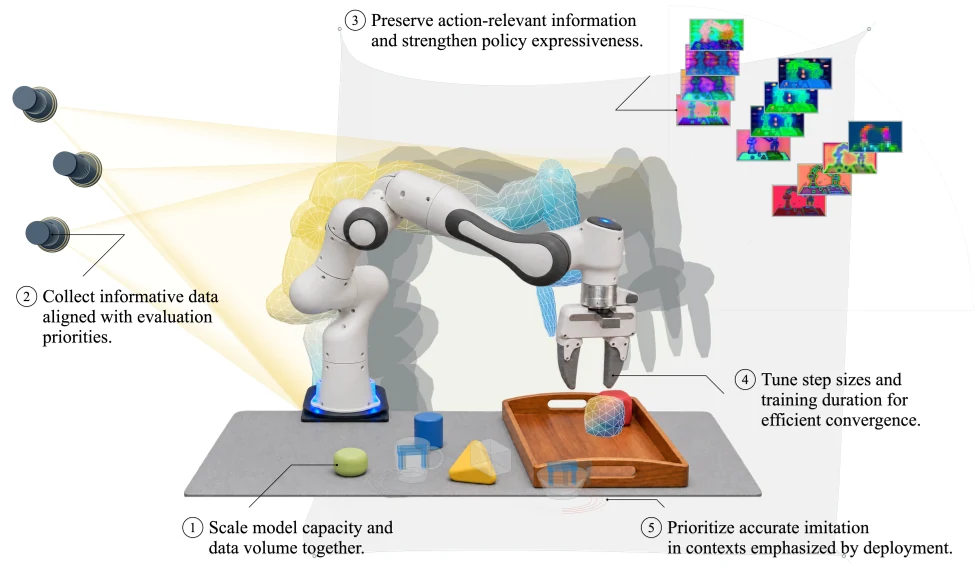 ③ Preserve action-relevant information
and strengthen policy expressiveness.
② Collect informative data
aligned with evaluation
priorities.
④ Tune step sizes and
training duration for
efficient convergence.
① Scale model capacity and
data volume together.
⑤ Prioritize accurate imitation
in contexts emphasized by deployment.